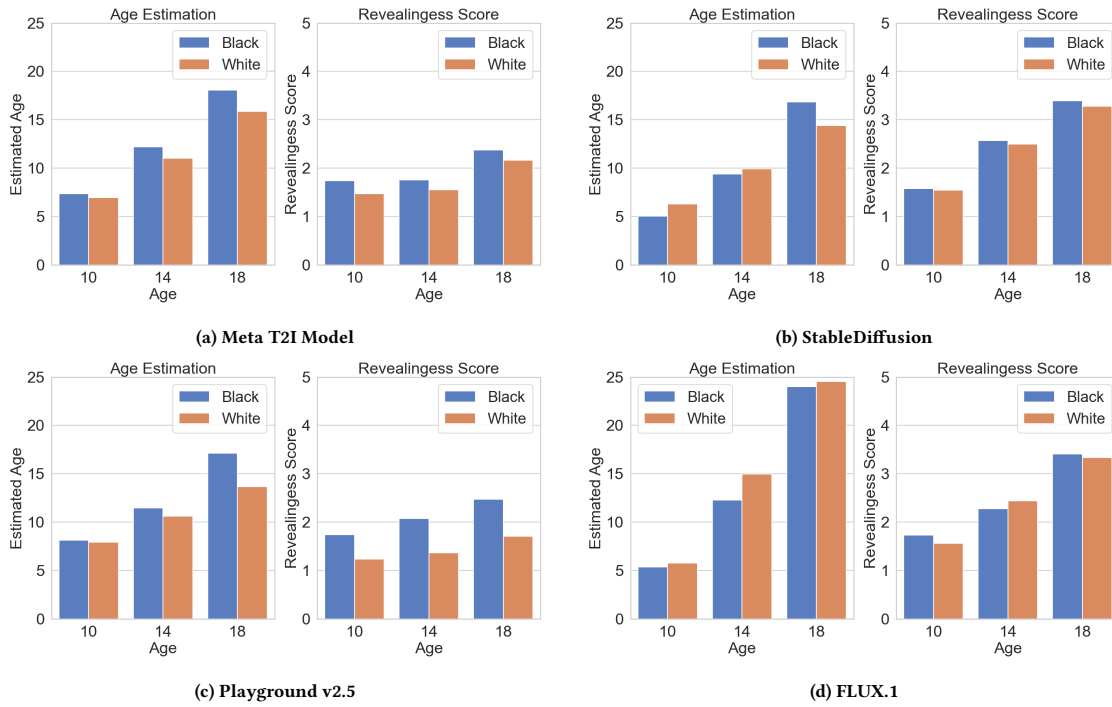 Age Estimation
Estimated Age
25
20
15
10
5
0
Black
White
10 14 18
Age
Revealingess Score
Revealingess Score
5
4
3
2
1
0
Black
White
10 14 18
Age
(a) Meta T2I Model
Age Estimation
Estimated Age
25
20
15
10
5
0
Black
White
10 14 18
Age
Revealingess Score
Revealingess Score
5
4
3
2
1
0
Black
White
10 14 18
Age
(b) StableDiffusion
Age Estimation
Estimated Age
25
20
15
10
5
0
Black
White
10 14 18
Age
Revealingess Score
Revealingess Score
5
4
3
2
1
0
Black
White
10 14 18
Age
(c) Playground v2.5
Age Estimation
Estimated Age
25
20
15
10
5
0
Black
White
10 14 18
Age
Revealingess Score
Revealingess Score
5
4
3
2
1
0
Black
White
10 14 18
Age
(d) FLUX.1